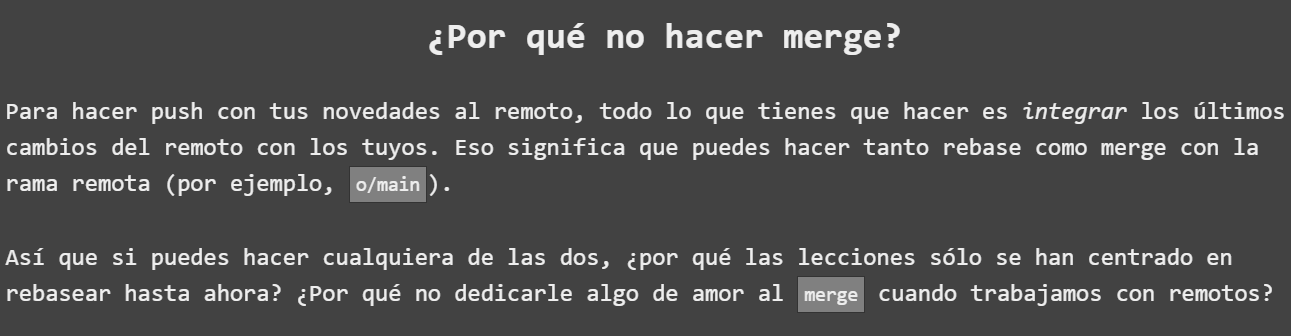 ¿Por qué no hacer merge?
Para hacer push con tus novedades al remoto, todo lo que tienes que hacer es integrar los últimos
cambios del remoto con los tuyos. Eso significa que puedes hacer tanto rebase como merge con la
rama remota (por ejemplo, o/main).
Así que si puedes hacer cualquiera de las dos, ¿por qué las lecciones sólo se han centrado en
rebasear hasta ahora? ¿Por qué no dedicarle algo de amor al merge cuando trabajamos con remotos?